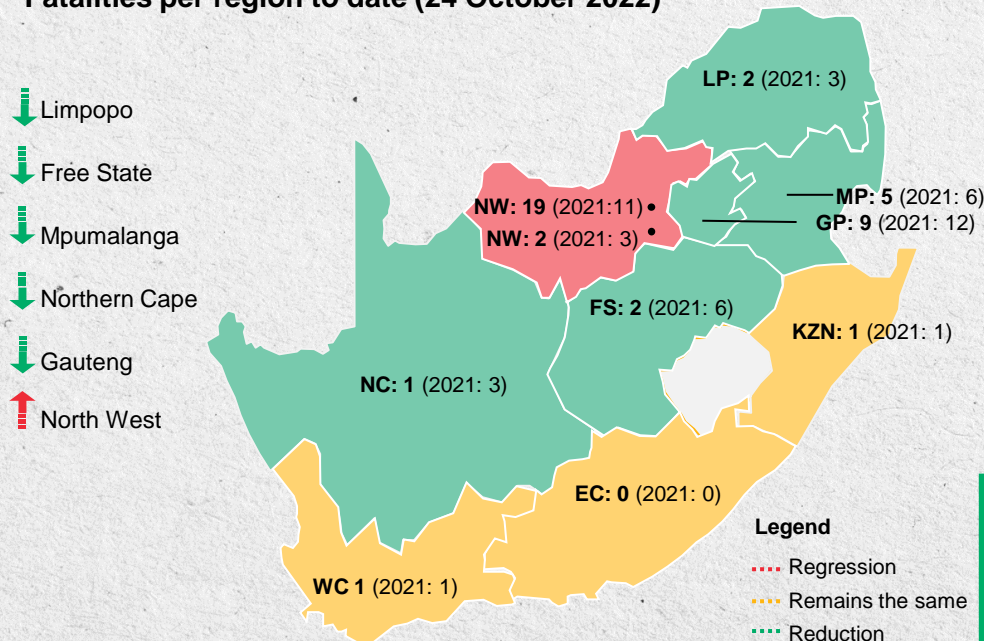 Fatalities per region to date (24 October 2022)
Limpopo
Free State
Mpumalanga
Northern Cape
Gauteng
North West
LP: 2 (2021: 3)
MP: 5 (2021: 6)
GP: 9 (2021: 12)
NW: 19 (2021:11)
NW: 2 (2021: 3)
FS: 2 (2021: 6)
KZN: 1 (2021: 1)
NC: 1 (2021: 3)
EC: 0 (2021: 0)
WC 1 (2021: 1)
Legend
Regression
Remains the same
Reduction